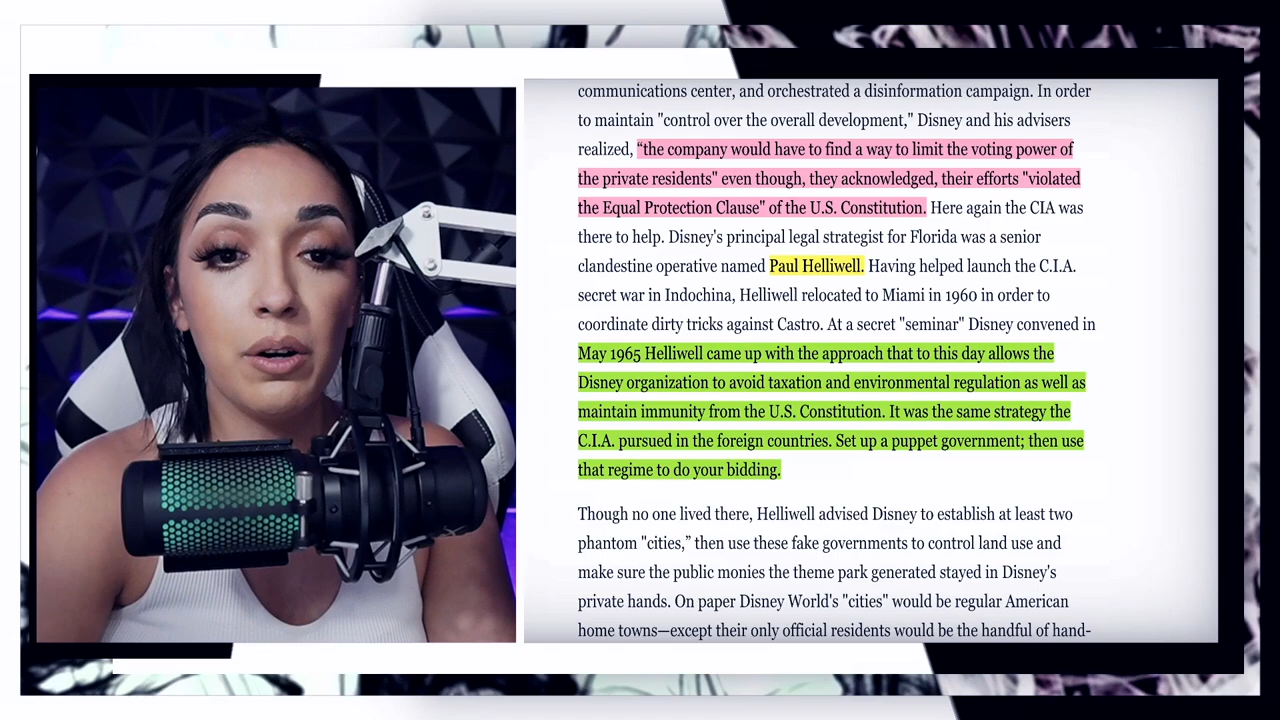 communications center, and orchestrated a disinformation campaign. In order
to maintain "control over the overall development," Disney and his advisers
realized, “the company would have to find a way to limit the voting power of
the private residents" even though, they acknowledged, their efforts "violated
the Equal Protection Clause" of the U.S. Constitution. Here again the CIA was
there to help. Disney's principal legal strategist for Florida was a senior
clandestine operative named Paul Helliwell. Having helped launch the C.I.A.
secret war in Indochina, Helliwell relocated to Miami in 1960 in order to
coordinate dirty tricks against Castro. At a secret "seminar" Disney convened in
May 1965 Helliwell came up with the approach that to this day allows the
Disney organization to avoid taxation and environmental regulation as well as
maintain immunity from the U.S. Constitution. It was the same strategy the
C.I.A. pursued in the foreign countries. Set up a puppet government; then use
that regime to do your bidding.
Though no one lived there, Helliwell advised Disney to establish at least two
phantom "cities,” then use these fake governments to control land use and
make sure the public monies the theme park generated stayed in Disney's
private hands. On paper Disney World's "cities" would be regular American
home towns—except their only official residents would be the handful of hand-